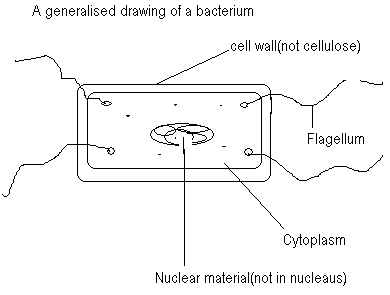 A generalised drawing of a bacterium
cell wall(not cellulose)
Flagellum
Cytoplasm
Nuclear material(not in nucleaus)